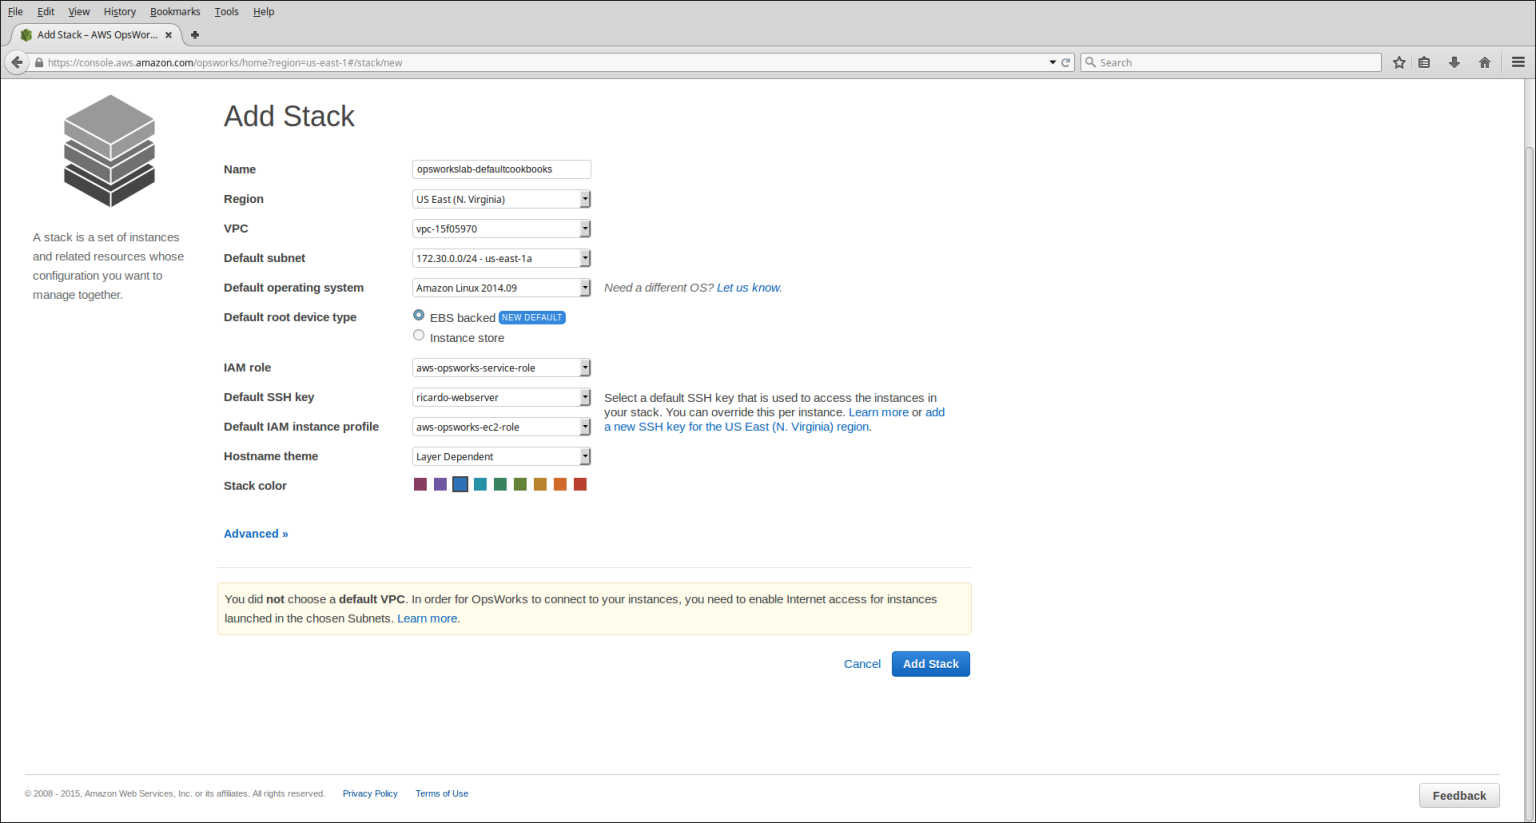 File Edit View History Bookmarks Tools Help
Add Stack – AWS OpsWor...
https://console.aws.amazon.com/opsworks/home?region=us-east-1#/stack/new
Search
Add Stack
A stack is a set of instances
and related resources whose
configuration you want to
manage together.
Name opsworkslab-defaultcookbooks
Region US East (N. Virginia)
VPC vpc-15f05970
Default subnet 172.30.0.0/24 - us-east-1a
Default operating system Amazon Linux 2014.09 Need a different OS? Let us know.
Default root device type EBS backed NEW DEFAULT
Instance store
IAM role aws-opsworks-service-role
Default SSH key ricardo-webserver
Select a default SSH key that is used to access the instances in
your stack. You can override this per instance. Learn more or add
a new SSH key for the US East (N. Virginia) region.
Default IAM instance profile aws-opsworks-ec2-role
Hostname theme Layer Dependent
Stack color
Advanced »
You did not choose a default VPC. In order for OpsWorks to connect to your instances, you need to enable Internet access for instances
launched in the chosen Subnets. Learn more.
Cancel Add Stack
© 2008 - 2015, Amazon Web Services, Inc. or its affiliates. All rights reserved. Privacy Policy Terms of Use
Feedback